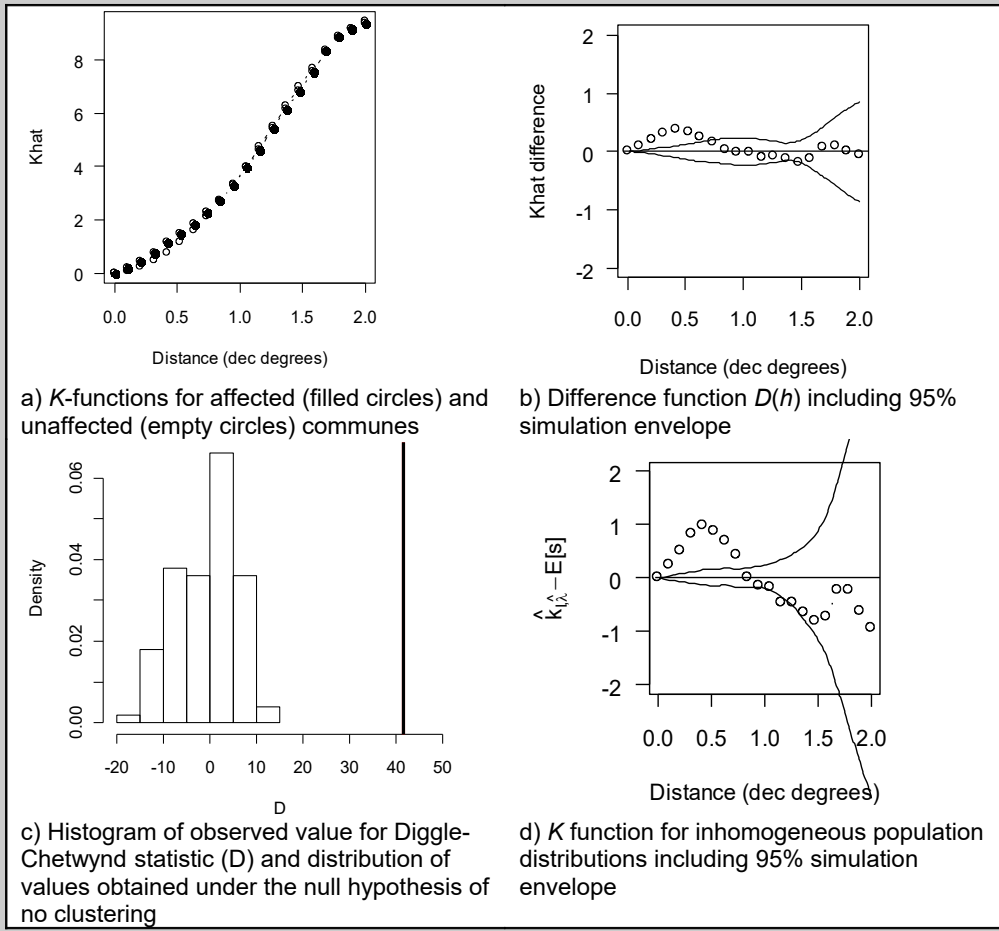 8
6
4
2
0
Khat
0.0 0.5 1.0 1.5 2.0
Distance (dec degrees)
a) K-functions for affected (filled circles) and
unaffected (empty circles) communes
2
1
0
-1
-2
Khat difference
0.0 0.5 1.0 1.5 2.0
Distance (dec degrees)
b) Difference function D(h) including 95%
simulation envelope
0.06
0.04
0.02
0.00
Density
-20 -10 0 10 20 30 40 50
D
c) Histogram of observed value for Diggle-
Chetwynd statistic (D) and distribution of
values obtained under the null hypothesis of
no clustering
2
1
0
-1
-2
k̂ι,λ̂ – E[s]
0.0 0.5 1.0 1.5 2.0
Distance (dec degrees)
d) K function for inhomogeneous population
distributions including 95% simulation
envelope